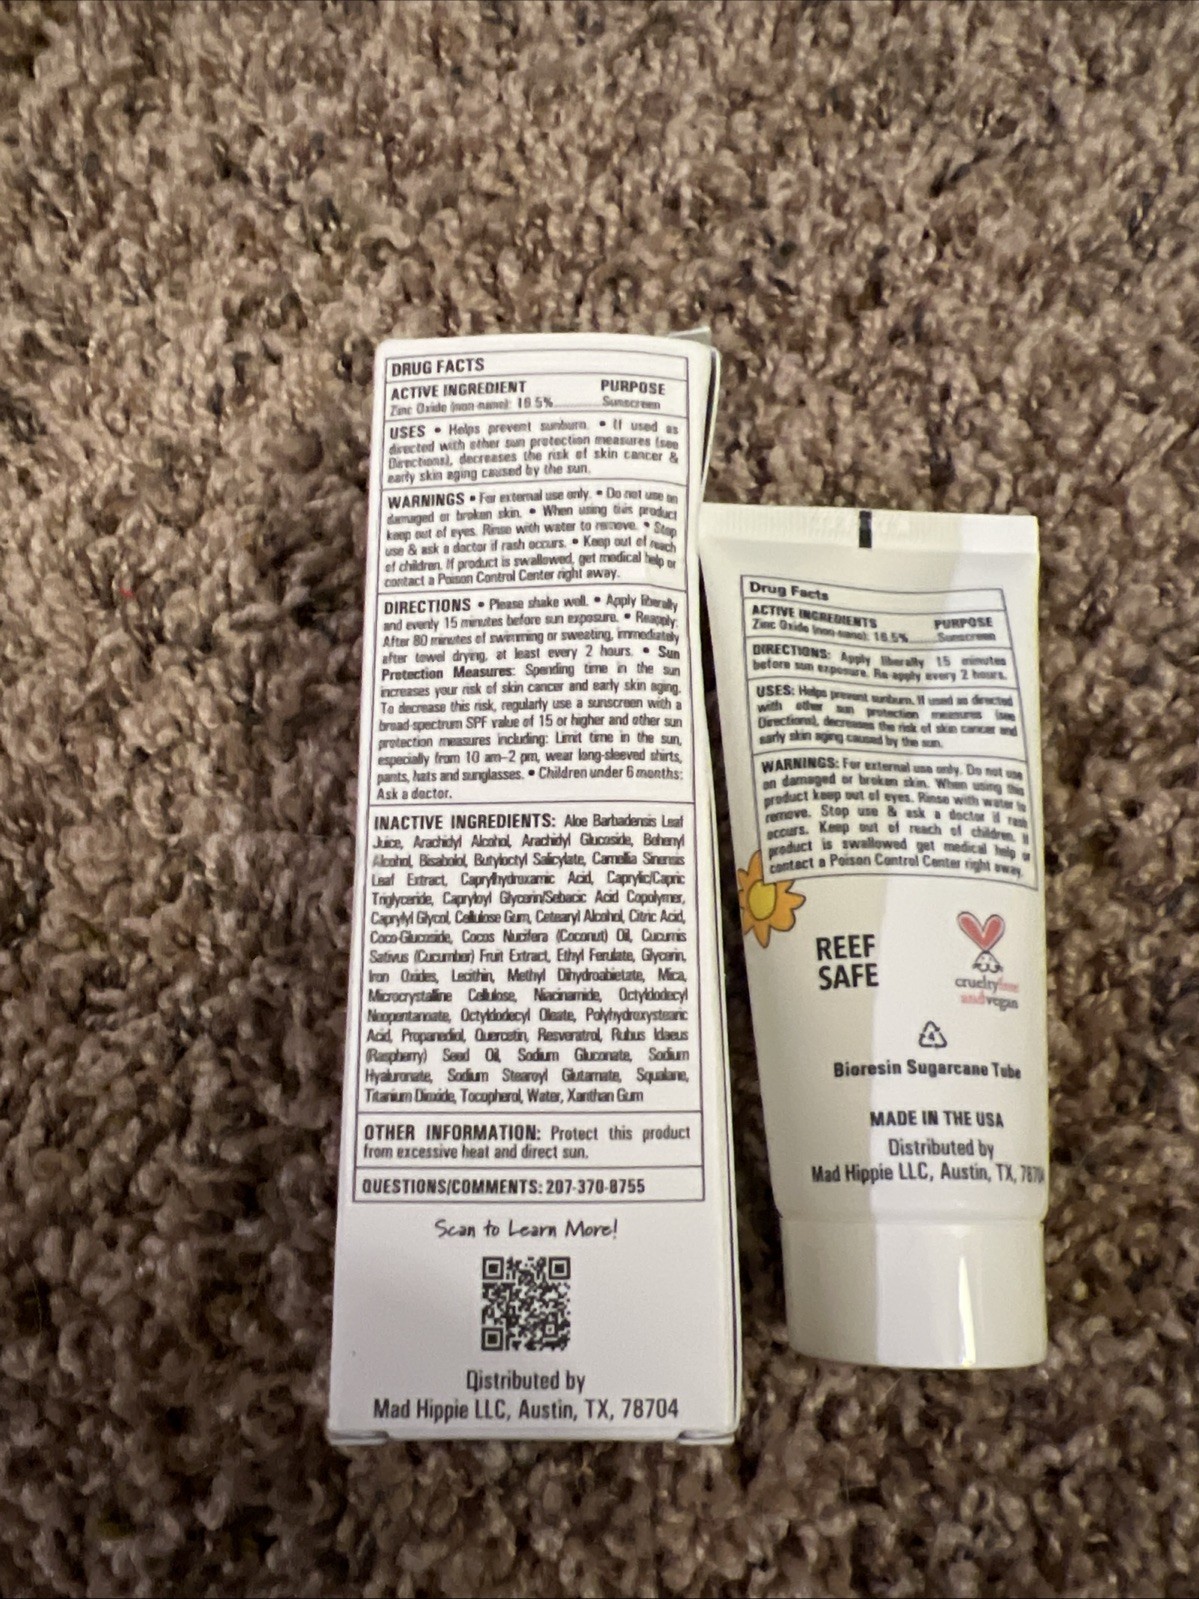 DRUG FACTS
ACTIVE INGREDIENT PURPOSE
Zinc Oxide (non-nano): 18.5% Sunscreen
USES • Helps prevent sunburn. • If used as
directed with other sun protection measures (see
Directions), decreases the risk of skin cancer &
early skin aging caused by the sun.
WARNINGS • For external use only. • Do not use on
damaged or broken skin. • When using this product
keep out of eyes. Rinse with water to remove. • Stop
use & ask a doctor if rash occurs. • Keep out of reach
of children. If product is swallowed, get medical help or
contact a Poison Control Center right away.
DIRECTIONS • Please shake well. • Apply liberally
and evenly 15 minutes before sun exposure. • Reapply:
After 80 minutes of swimming or sweating, immediately
after towel drying, at least every 2 hours. • Sun
Protection Measures: Spending time in the sun
increases your risk of skin cancer and early skin aging.
To decrease this risk, regularly use a sunscreen with a
broad-spectrum SPF value of 15 or higher and other sun
protection measures including: Limit time in the sun,
especially from 10 am–2 pm, wear long-sleeved shirts,
pants, hats and sunglasses. • Children under 6 months:
Ask a doctor.
INACTIVE INGREDIENTS: Aloe Barbadensis Leaf
Juice, Arachidyl Alcohol, Arachidyl Glucoside, Behenyl
Alcohol, Bisabolol, Butyloctyl Salicylate, Camellia Sinensis
Leaf Extract, Caprylhydroxamic Acid, Caprylic/Capric
Triglyceride, Capryloyl Glycerin/Sebacic Acid Copolymer,
Caprylyl Glycol, Cellulose Gum, Cetearyl Alcohol, Citric Acid,
Coco-Glucoside, Cocos Nucifera (Coconut) Oil, Cucumis
Sativus (Cucumber) Fruit Extract, Ethyl Ferulate, Glycerin,
Iron Oxides, Lecithin, Methyl Dihydroabietate, Mica,
Microcrystalline Cellulose, Niacinamide, Octyldodecyl
Neopentanoate, Octyldodecyl Oleate, Polyhydroxystearic
Acid, Propanediol, Quercetin, Resveratrol, Rubus Idaeus
(Raspberry) Seed Oil, Sodium Gluconate, Sodium
Hyaluronate, Sodium Stearoyl Glutamate, Squalane,
Titanium Dioxide, Tocopherol, Water, Xanthan Gum
OTHER INFORMATION: Protect this product
from excessive heat and direct sun.
QUESTIONS/COMMENTS: 207-370-8755
Scan to Learn More!
Distributed by
Mad Hippie LLC, Austin, TX, 78704
Drug Facts
ACTIVE INGREDIENTS PURPOSE
Zinc Oxide (non-nano): 18.5% Sunscreen
DIRECTIONS: Apply liberally 15 minutes
before sun exposure. Re-apply every 2 hours.
USES: Helps prevent sunburn. If used as directed
with other sun protection measures (see
Directions), decreases the risk of skin cancer and
early skin aging caused by the sun.
WARNINGS: For external use only. Do not use
on damaged or broken skin. When using this
product keep out of eyes. Rinse with water to
remove. Stop use & ask a doctor if rash
occurs. Keep out of reach of children. If
product is swallowed get medical help or
contact a Poison Control Center right away.
REEF
SAFE
crueltyfree
andvegan
4
Bioresin Sugarcane Tube
MADE IN THE USA
Distributed by
Mad Hippie LLC, Austin, TX, 78704